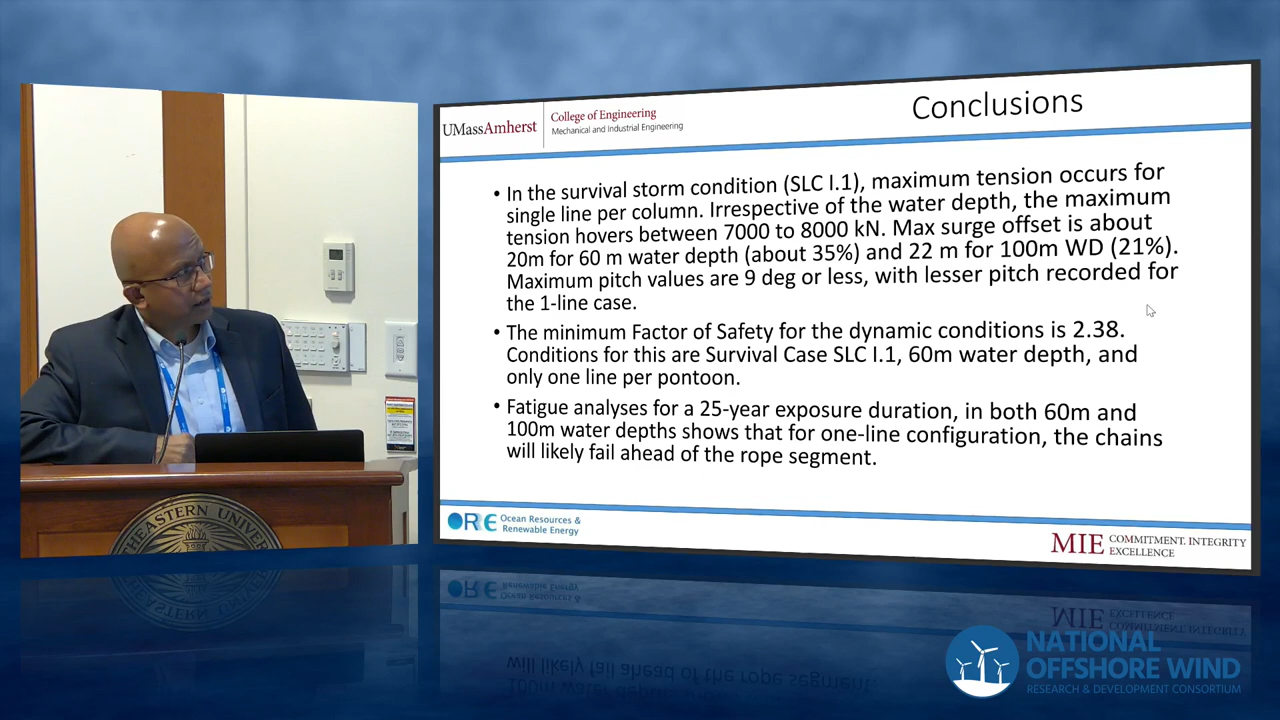 UMassAmherst
College of Engineering
Mechanical and Industrial Engineering
Conclusions
• In the survival storm condition (SLC I.1), maximum tension occurs for
single line per column. Irrespective of the water depth, the maximum
tension hovers between 7000 to 8000 kN. Max surge offset is about
20m for 60 m water depth (about 35%) and 22 m for 100m WD (21%).
Maximum pitch values are 9 deg or less, with lesser pitch recorded for
the 1-line case.
• The minimum Factor of Safety for the dynamic conditions is 2.38.
Conditions for this are Survival Case SLC I.1, 60m water depth, and
only one line per pontoon.
• Fatigue analyses for a 25-year exposure duration, in both 60m and
100m water depths shows that for one-line configuration, the chains
will likely fail ahead of the rope segment.
ORE Ocean Resources &
Renewable Energy
MIE COMMITMENT. INTEGRITY
EXCELLENCE
EASTERN UNIVER
NATIONAL
OFFSHORE WIND
RESEARCH & DEVELOPMENT CONSORTIUM